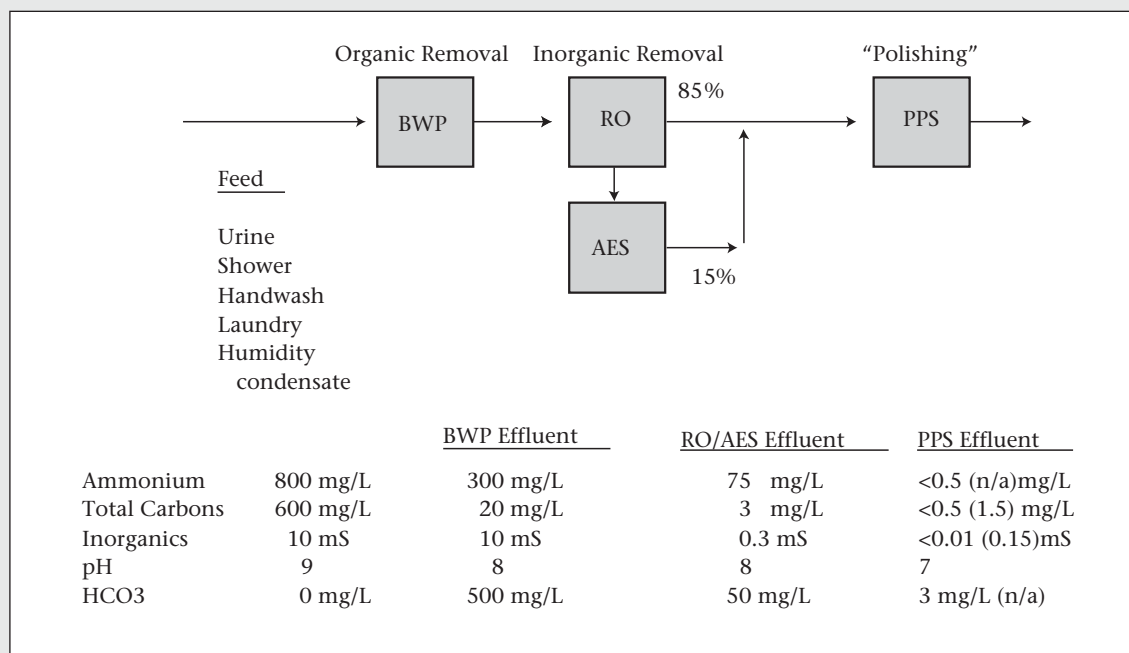 Organic Removal Inorganic Removal “Polishing”
85%
BWP RO PPS
Feed
AES
15%
Urine
Shower
Handwash
Laundry
Humidity
condensate
BWP Effluent RO/AES Effluent PPS Effluent
Ammonium 800 mg/L 300 mg/L 75 mg/L <0.5 (n/a)mg/L
Total Carbons 600 mg/L 20 mg/L 3 mg/L <0.5 (1.5) mg/L
Inorganics 10 mS 10 mS 0.3 mS <0.01 (0.15)mS
pH 9 8 8 7
HCO3 0 mg/L 500 mg/L 50 mg/L 3 mg/L (n/a)